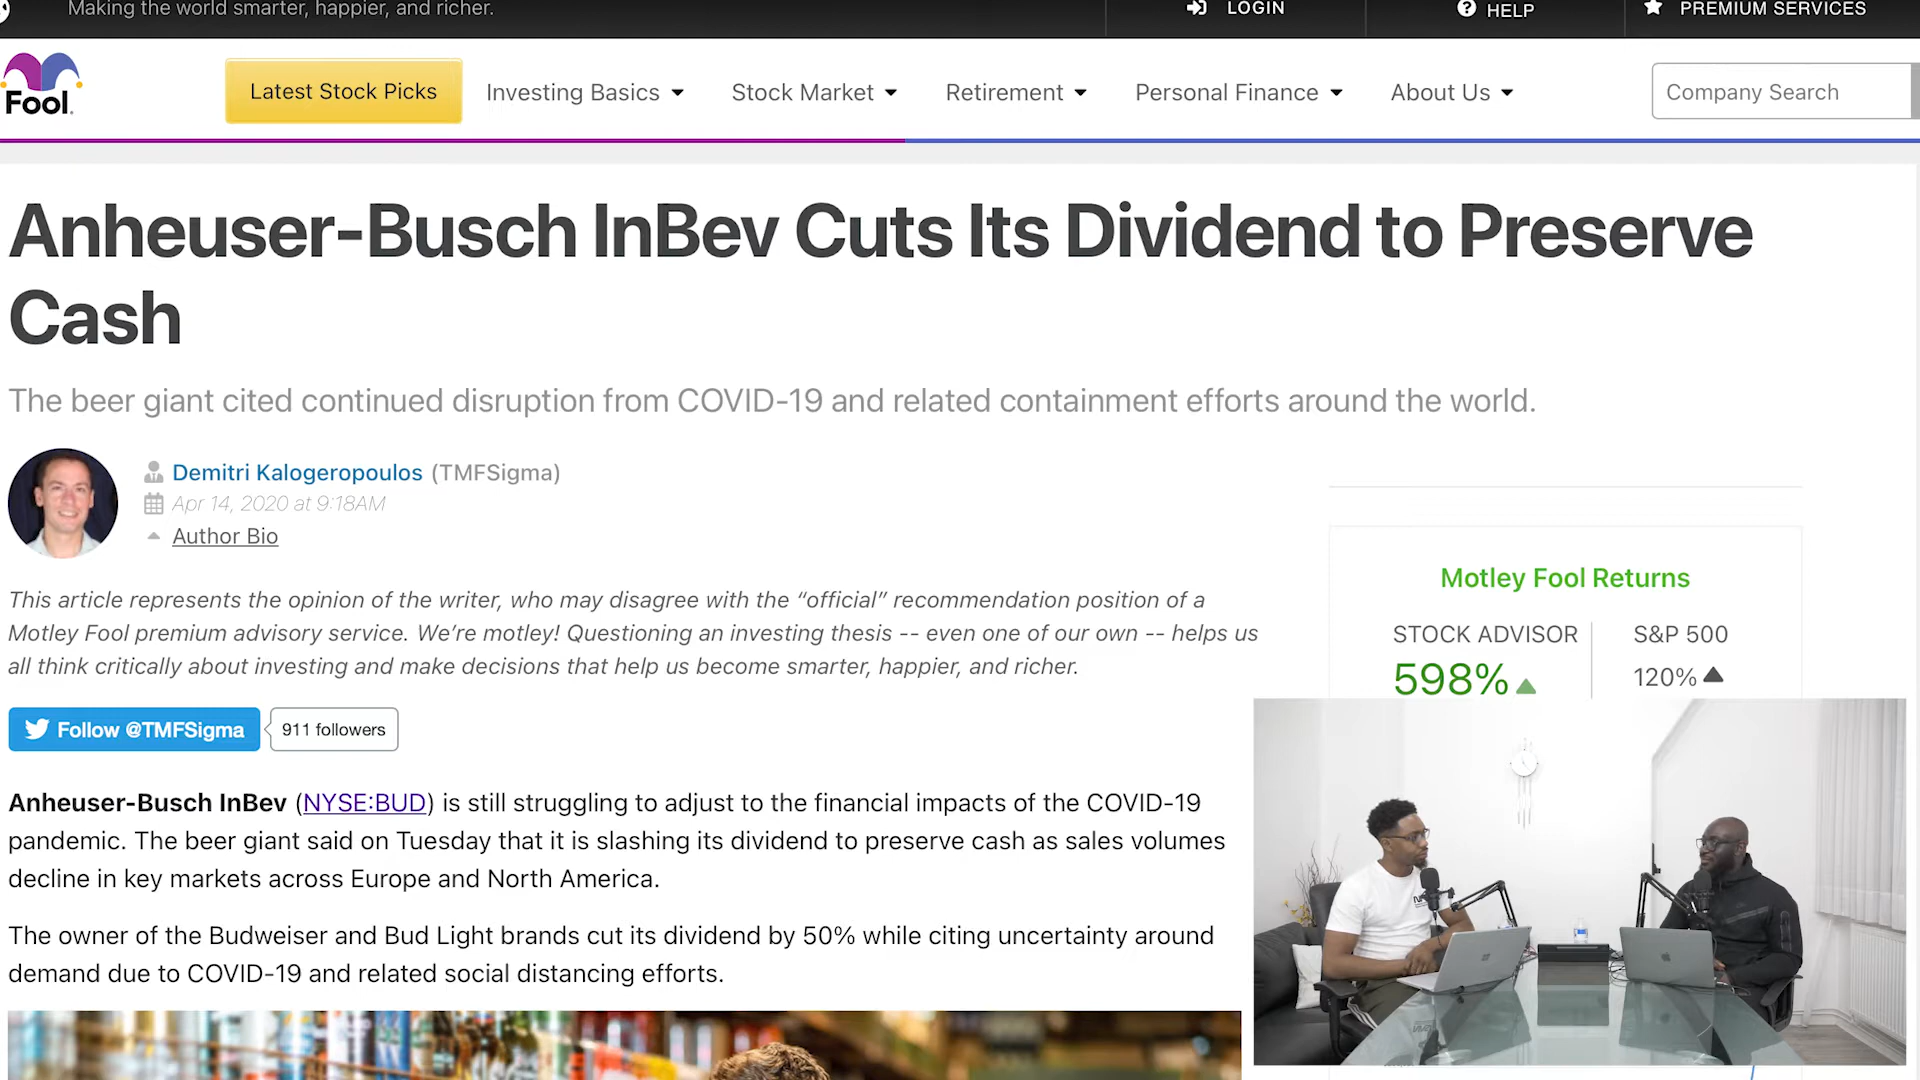 Making the world smarter, happier, and richer.
LOGIN
HELP
PREMIUM SERVICES
Fool.
Latest Stock Picks
Investing Basics
Stock Market
Retirement
Personal Finance
About Us
Company Search
Anheuser-Busch InBev Cuts Its Dividend to Preserve
Cash
The beer giant cited continued disruption from COVID-19 and related containment efforts around the world.
Demitri Kalogeropoulos (TMFSigma)
Apr 14, 2020 at 9:18AM
Author Bio
This article represents the opinion of the writer, who may disagree with the “official” recommendation position of a
Motley Fool premium advisory service. We’re motley! Questioning an investing thesis -- even one of our own -- helps us
all think critically about investing and make decisions that help us become smarter, happier, and richer.
Motley Fool Returns
STOCK ADVISOR
S&P 500
598%
120%
Follow @TMFSigma
911 followers
Anheuser-Busch InBev (NYSE:BUD) is still struggling to adjust to the financial impacts of the COVID-19
pandemic. The beer giant said on Tuesday that it is slashing its dividend to preserve cash as sales volumes
decline in key markets across Europe and North America.
The owner of the Budweiser and Bud Light brands cut its dividend by 50% while citing uncertainty around
demand due to COVID-19 and related social distancing efforts.